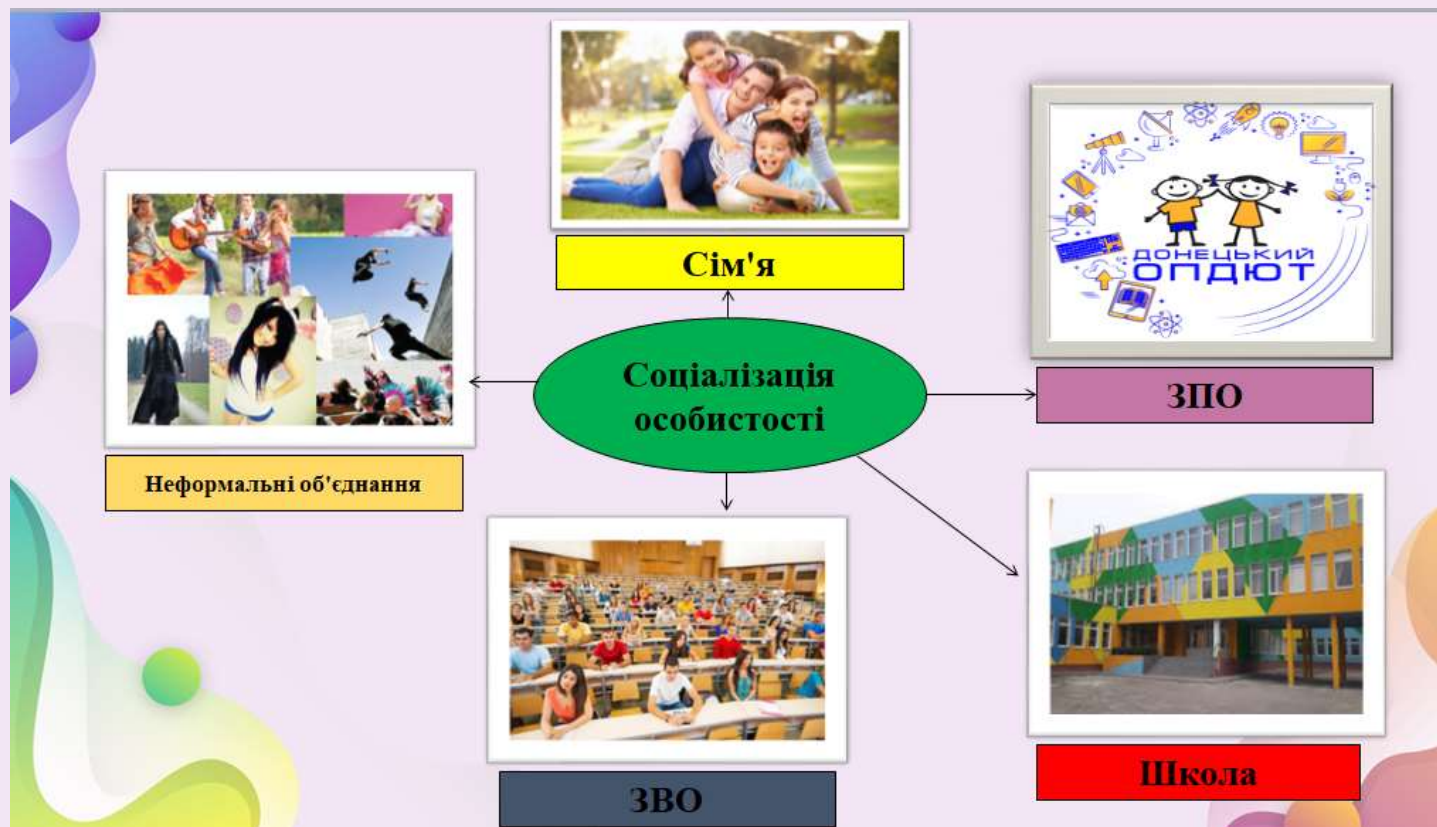 Сім'я
ДОНЕЦЬКИЙ
ОПДЮТ
ЗПО
Соціалізація
особистості
Неформальні об'єднання
ЗВО
Школа